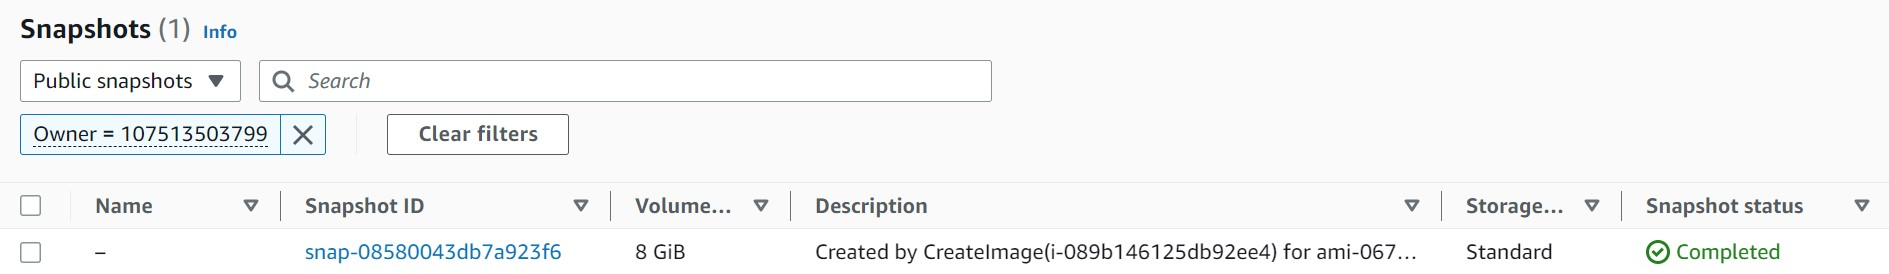 Snapshots (1) Info
Public snapshots Search
Owner = 107513503799 Clear filters
Name Snapshot ID Volume... Description Storage... Snapshot status
– snap-08580043db7a923f6 8 GiB Created by CreateImage(i-089b146125db92ee4) for ami-067... Standard Completed